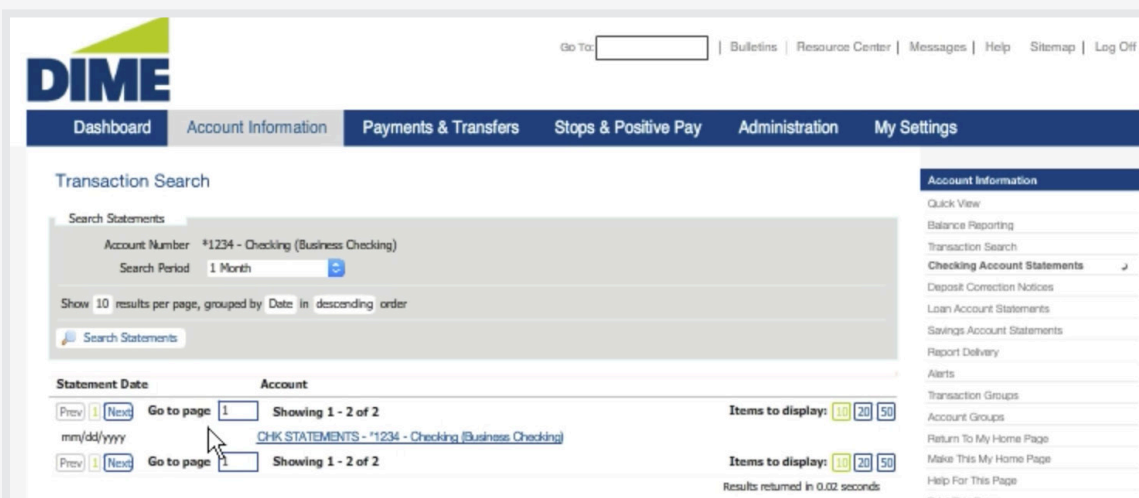 DIME
Go To: | Bulletins | Resource Center | Messages | Help Sitemap | Log Off
Dashboard Account Information Payments & Transfers Stops & Positive Pay Administration My Settings
Transaction Search
Search Statements
Account Number *1234 - Checking (Business Checking)
Search Period 1 Month
Show 10 results per page, grouped by Date in descending order
Search Statements
Statement Date Account
Prev 1 Next Go to page 1 Showing 1 - 2 of 2 Items to display: 10 20 50
mm/dd/yyyy CHK STATEMENTS - *1234 - Checking (Business Checking)
Prev 1 Next Go to page 1 Showing 1 - 2 of 2 Items to display: 10 20 50
Results returned in 0.02 seconds
Account Information
Quick View
Balance Reporting
Transaction Search
Checking Account Statements
Deposit Correction Notices
Loan Account Statements
Savings Account Statements
Report Delivery
Alerts
Transaction Groups
Account Groups
Return To My Home Page
Make This My Home Page
Help For This Page